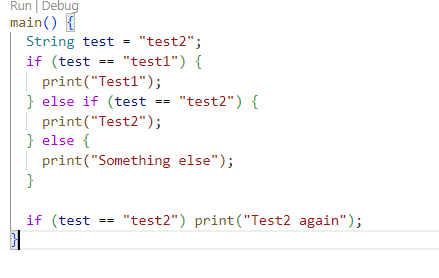 Run | Debug
main() {
  String test = "test2";
  if (test == "test1") {
    print("Test1");
  } else if (test == "test2") {
    print("Test2");
  } else {
    print("Something else");
  }

  if (test == "test2") print("Test2 again");
}